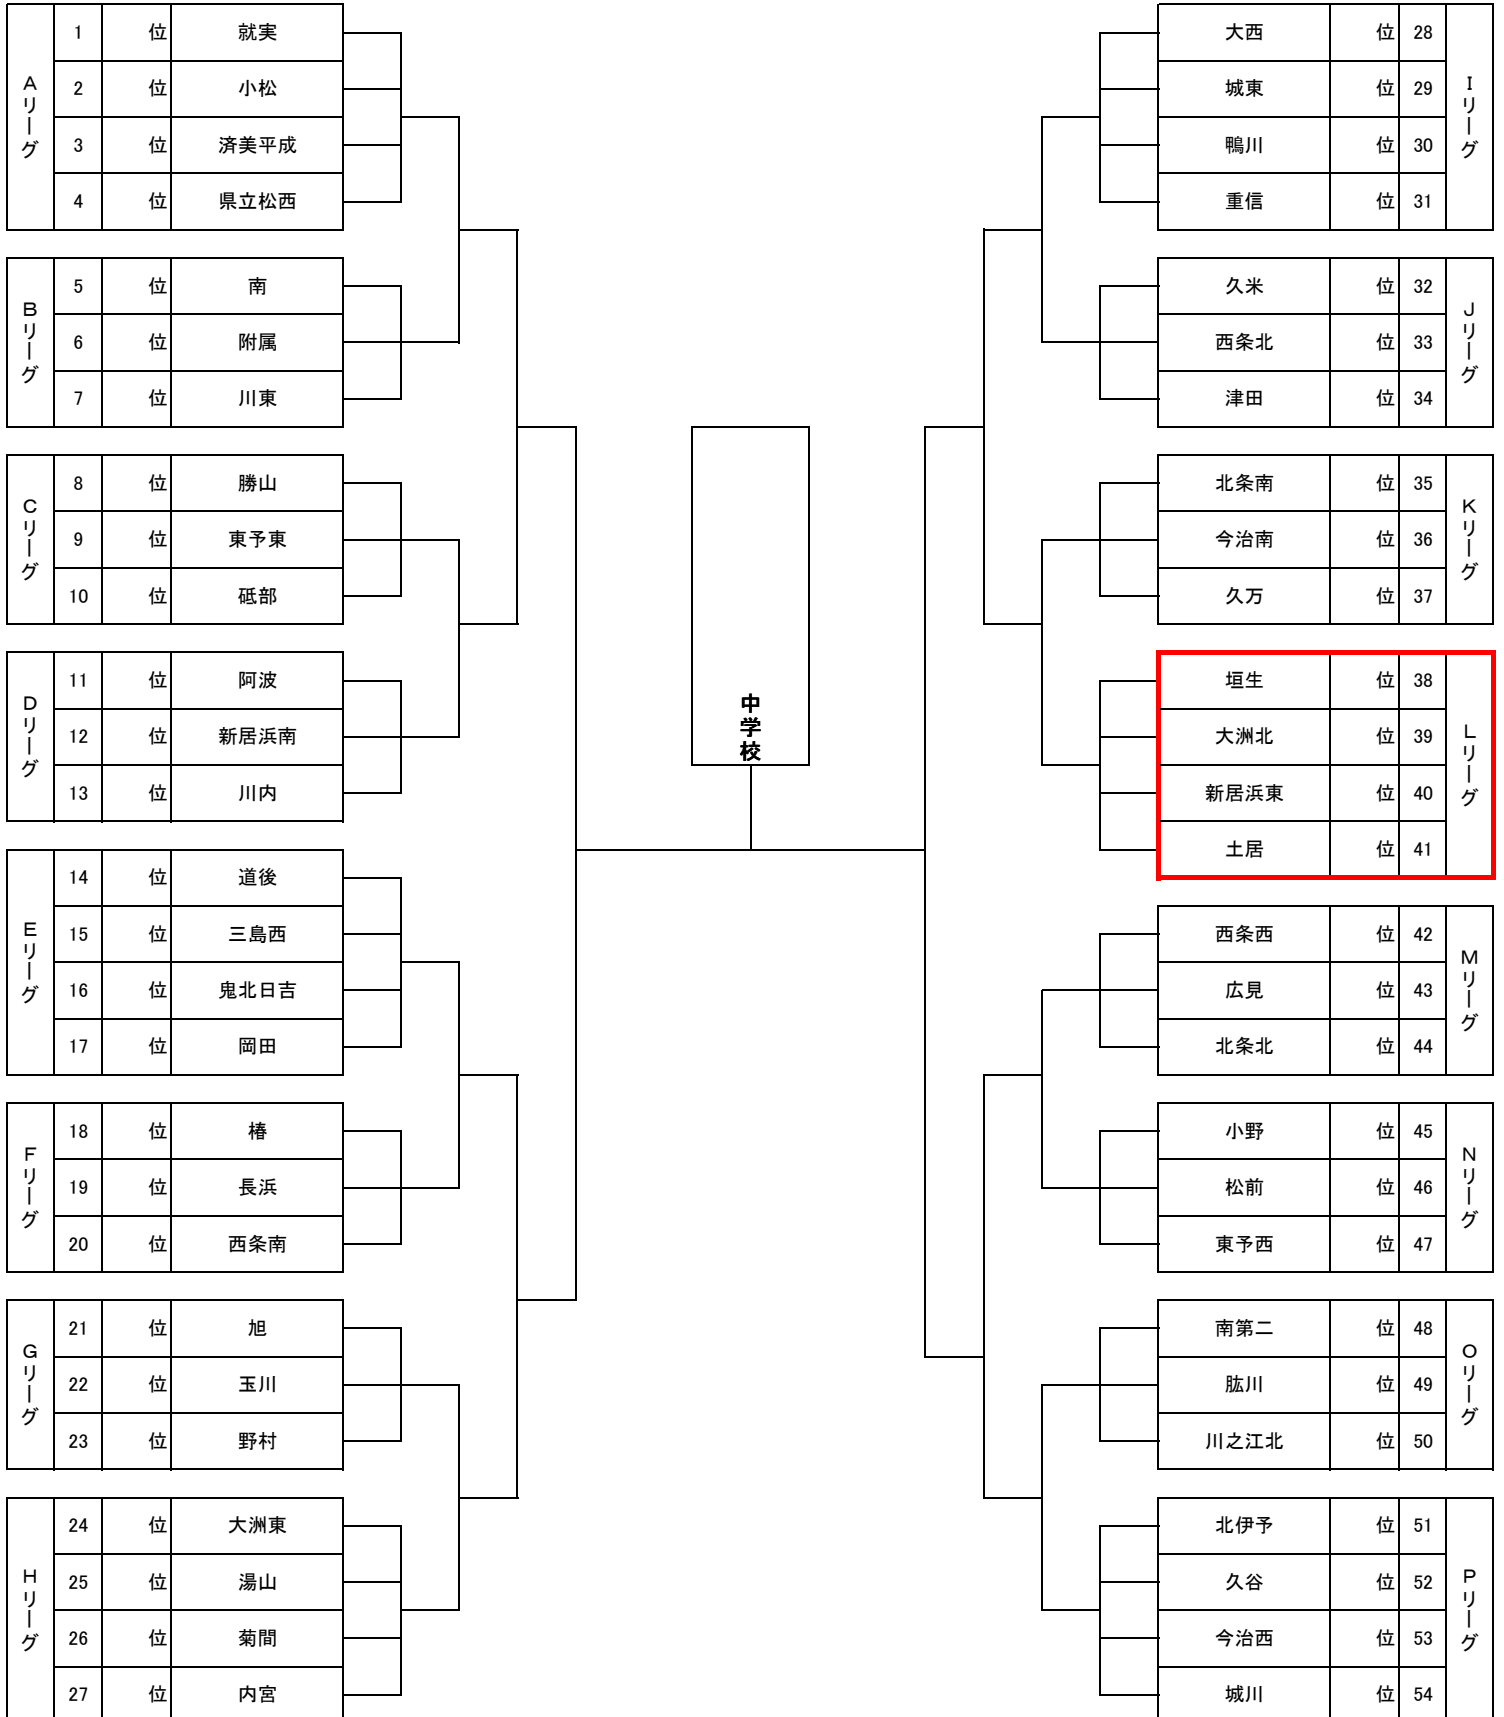 Aリーグ
1 位 就実
2 位 小松
3 位 済美平成
4 位 県立松西
Bリーグ
5 位 南
6 位 附属
7 位 川東
Cリーグ
8 位 勝山
9 位 東予東
10 位 砥部
Dリーグ
11 位 阿波
12 位 新居浜南
13 位 川内
Eリーグ
14 位 道後
15 位 三島西
16 位 鬼北日吉
17 位 岡田
Fリーグ
18 位 椿
19 位 長浜
20 位 西条南
Gリーグ
21 位 旭
22 位 玉川
23 位 野村
Hリーグ
24 位 大洲東
25 位 湯山
26 位 菊間
27 位 内宮
中学校
大西 位 28
城東 位 29
鴨川 位 30
重信 位 31
Iリーグ
久米 位 32
西条北 位 33
津田 位 34
Jリーグ
北条南 位 35
今治南 位 36
久万 位 37
Kリーグ
垣生 位 38
大洲北 位 39
新居浜東 位 40
土居 位 41
Lリーグ
西条西 位 42
広見 位 43
北条北 位 44
Mリーグ
小野 位 45
松前 位 46
東予西 位 47
Nリーグ
南第二 位 48
肱川 位 49
川之江北 位 50
Oリーグ
北伊予 位 51
久谷 位 52
今治西 位 53
城川 位 54
Pリーグ